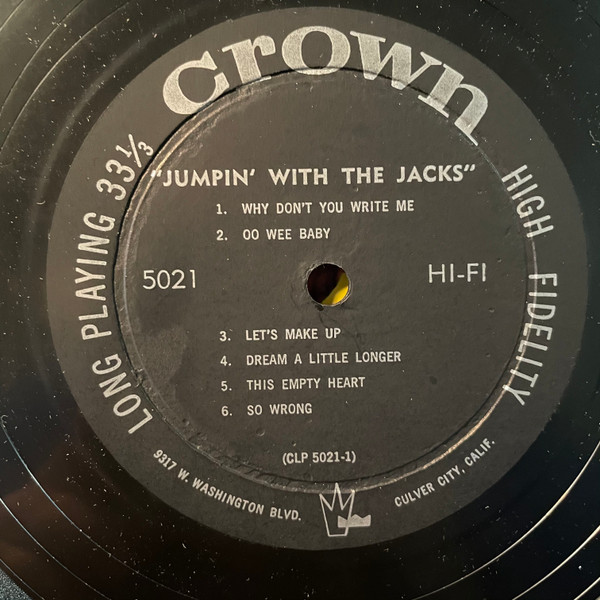 crown
LONG PLAYING 33⅓
HIGH FIDELITY
"JUMPIN' WITH THE JACKS"
1. WHY DON'T YOU WRITE ME
2. OO WEE BABY
5021
HI-FI
3. LET'S MAKE UP
4. DREAM A LITTLE LONGER
5. THIS EMPTY HEART
6. SO WRONG
(CLP 5021-1)
9317 W. WASHINGTON BLVD.
CULVER CITY, CALIF.